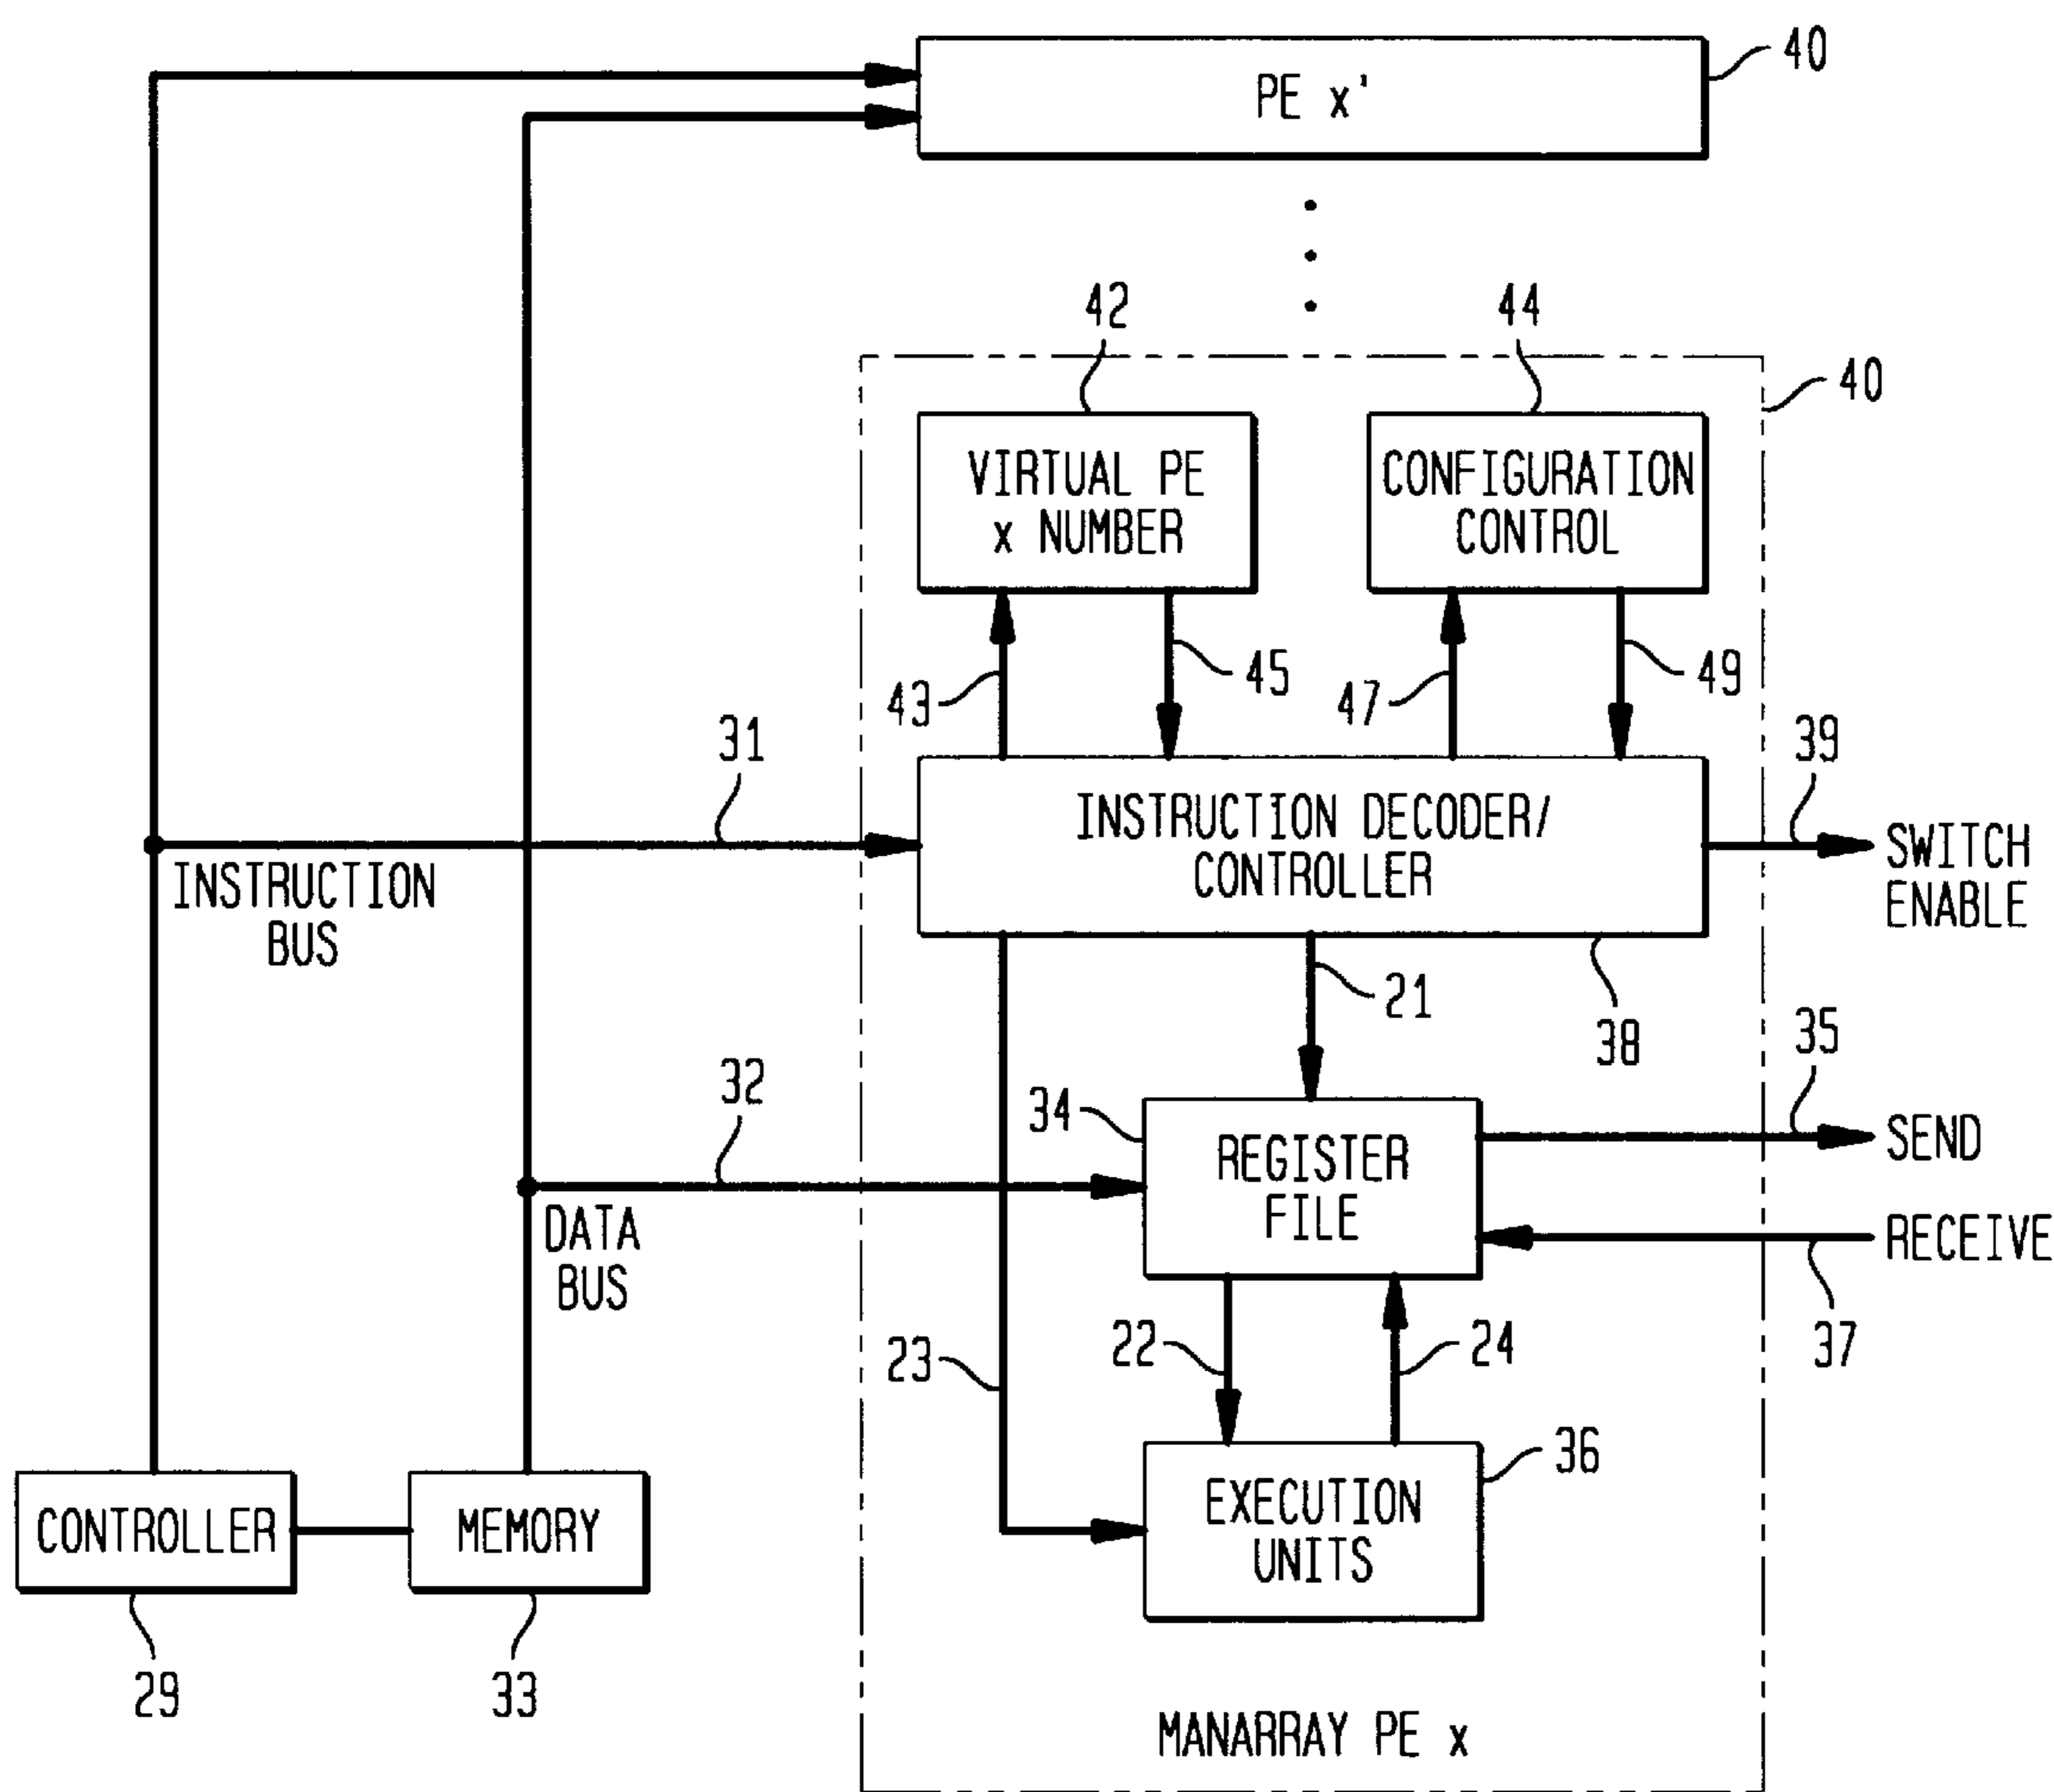 40
PE x'
42
44
40
VIRTUAL PE
x NUMBER
CONFIGURATION
CONTROL
43
45
47
49
31
39
INSTRUCTION DECODER/
CONTROLLER
SWITCH
ENABLE
INSTRUCTION
BUS
21
38
35
32
34
REGISTER
FILE
SEND
RECEIVE
DATA
BUS
23
22
24
37
36
EXECUTION
UNITS
CONTROLLER
MEMORY
29
33
MANARRAY PE x